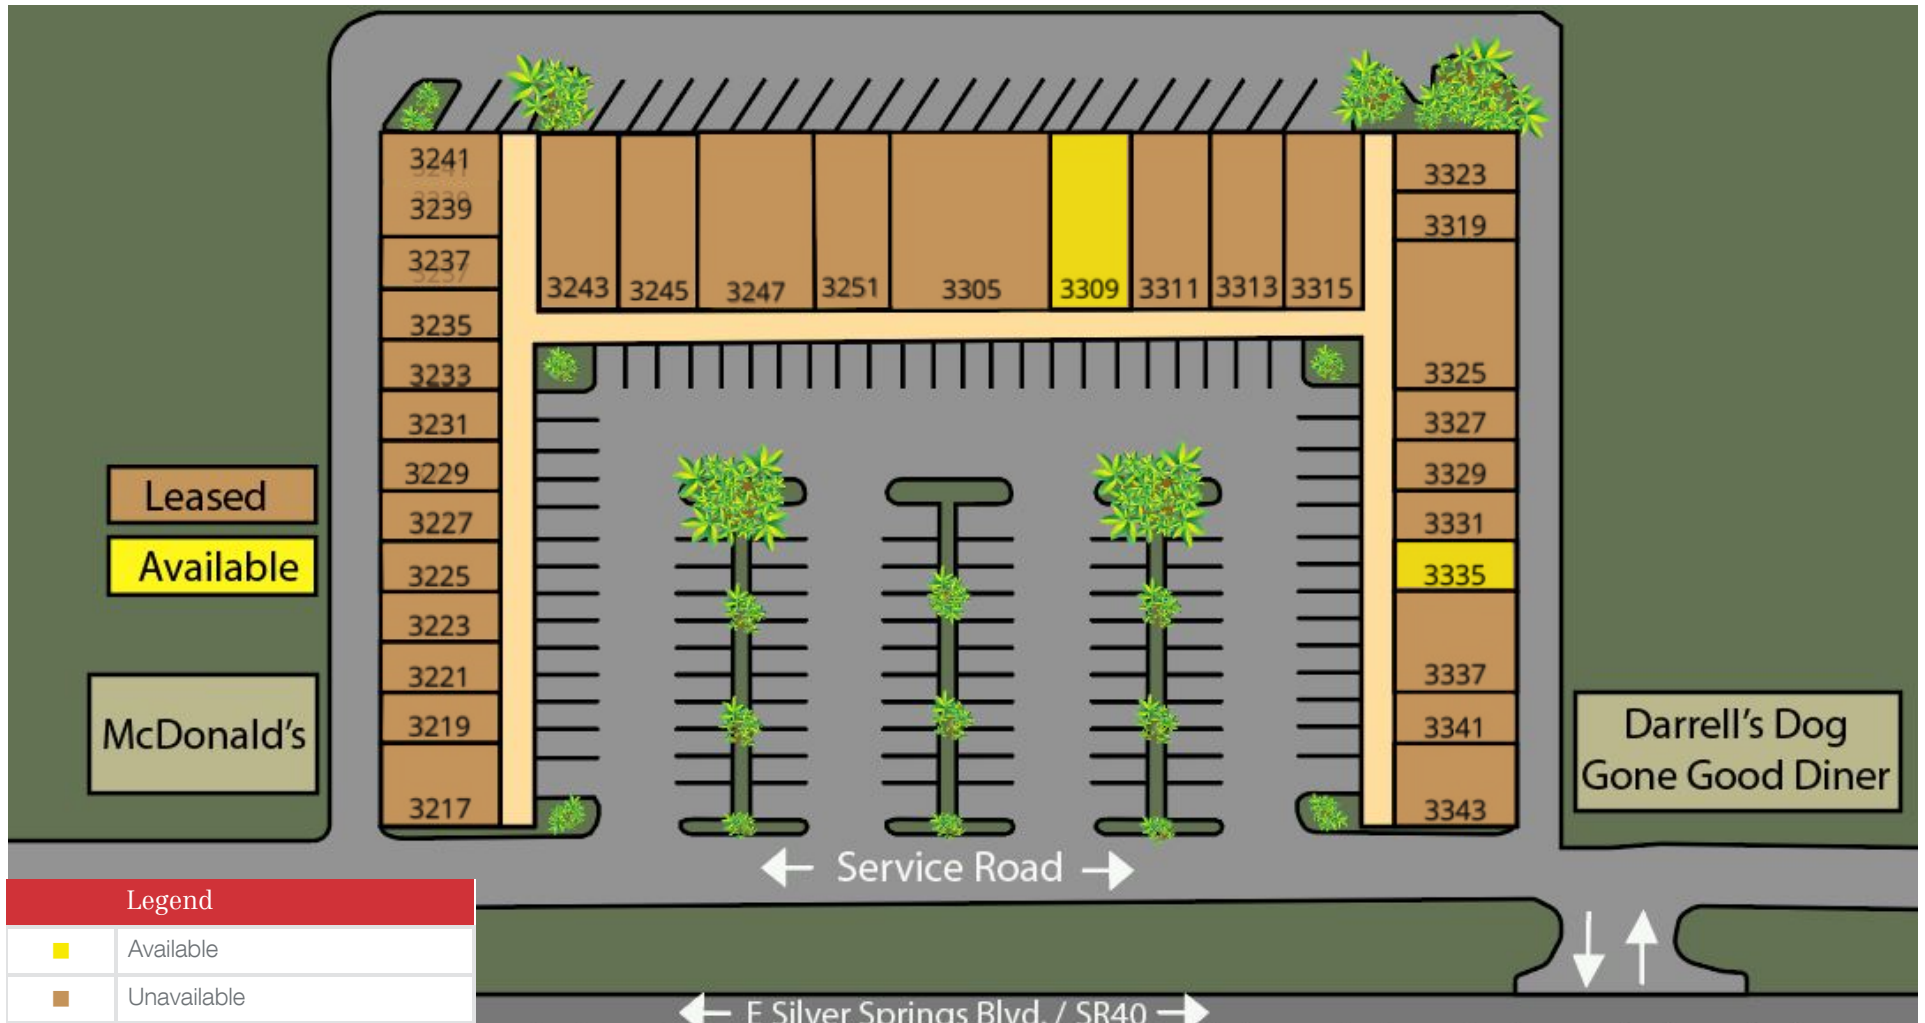 3241
3239
3237
3235
3233
3231
3229
3227
3225
3223
3221
3219
3217
3243 3245 3247 3251 3305 3309 3311 3313 3315
3323
3319
3325
3327
3329
3331
3335
3337
3341
3343
Leased
Available
McDonald's
Darrell's Dog
Gone Good Diner
Service Road
E Silver Springs Blvd. / SR40
Legend
Available
Unavailable